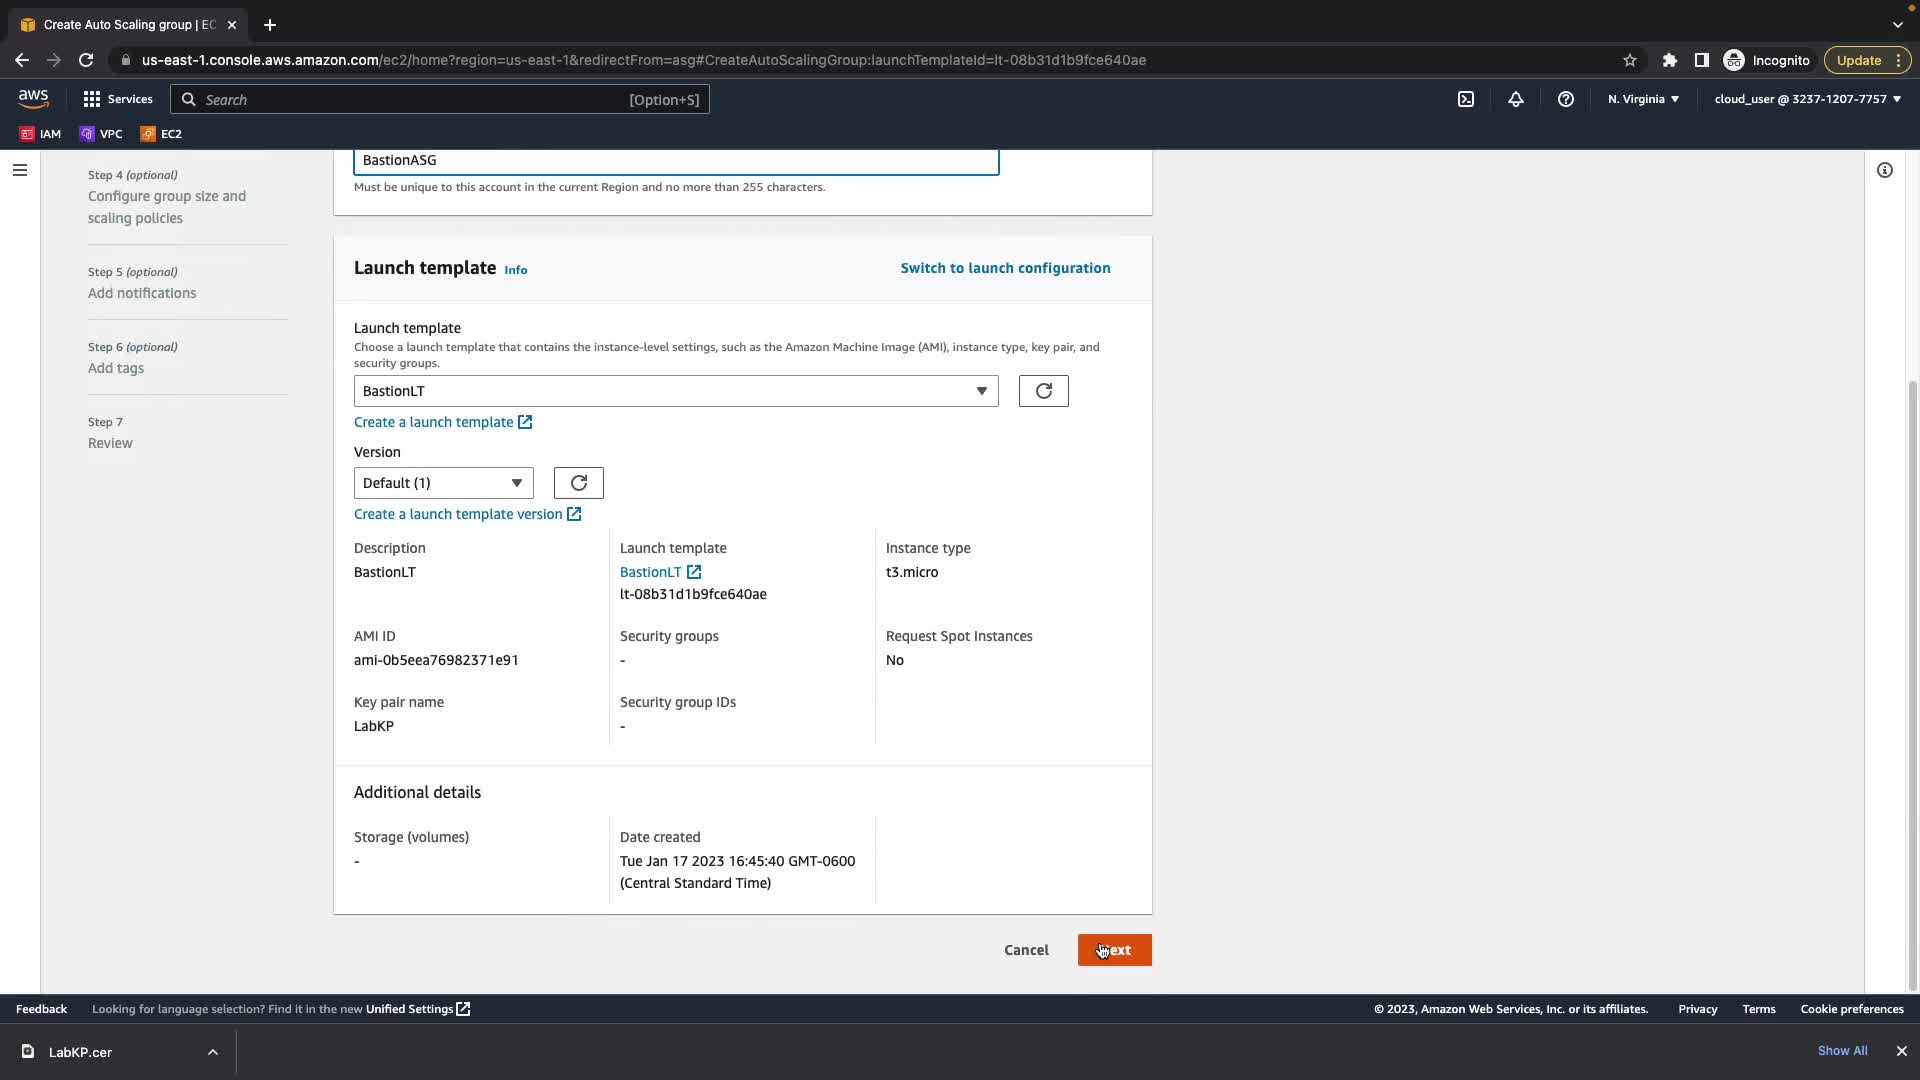 Create Auto Scaling group | EC
us-east-1.console.aws.amazon.com/ec2/home?region=us-east-1&redirectFrom=asg#CreateAutoScalingGroup:launchTemplateId=lt-08b31d1b9fce640ae
Incognito
Update
aws
Services
Search
[Option+S]
N. Virginia
cloud_user @ 3237-1207-7757
IAM
VPC
EC2
Step 4 (optional)
Configure group size and
scaling policies
Step 5 (optional)
Add notifications
Step 6 (optional)
Add tags
Step 7
Review
BastionASG
Must be unique to this account in the current Region and no more than 255 characters.
Launch template Info
Switch to launch configuration
Launch template
Choose a launch template that contains the instance-level settings, such as the Amazon Machine Image (AMI), instance type, key pair, and
security groups.
BastionLT
Create a launch template
Version
Default (1)
Create a launch template version
Description
BastionLT
Launch template
BastionLT
lt-08b31d1b9fce640ae
Instance type
t3.micro
AMI ID
ami-0b5eea76982371e91
Security groups
-
Request Spot Instances
No
Key pair name
LabKP
Security group IDs
-
Additional details
Storage (volumes)
-
Date created
Tue Jan 17 2023 16:45:40 GMT-0600
(Central Standard Time)
Cancel
Next
Feedback
Looking for language selection? Find it in the new Unified Settings
© 2023, Amazon Web Services, Inc. or its affiliates.
Privacy
Terms
Cookie preferences
LabKP.cer
Show All